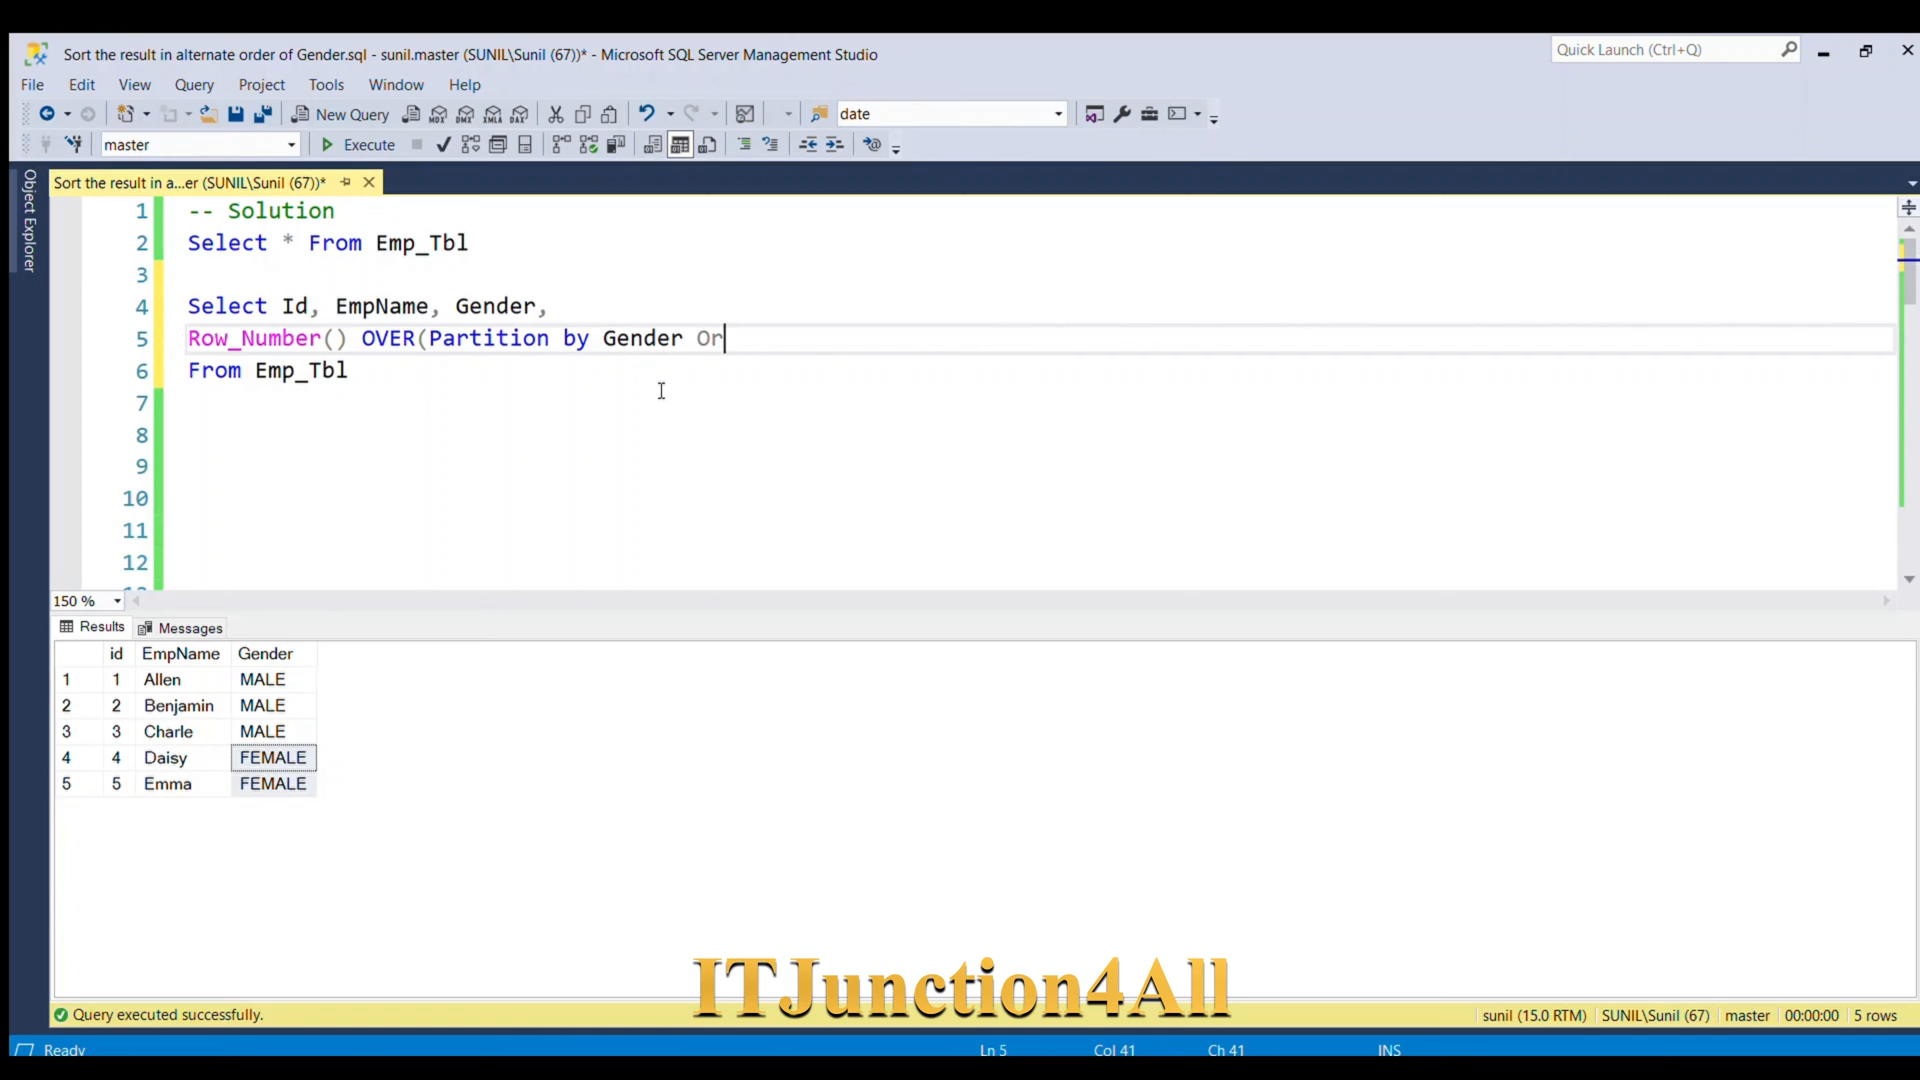 Sort the result in alternate order of Gender.sql - sunil.master (SUNIL\Sunil (67))* - Microsoft SQL Server Management Studio
Quick Launch (Ctrl+Q)
File Edit View Query Project Tools Window Help
New Query
MDX DMX XMLA DAX
date
master
Execute
Object Explorer
Sort the result in a...er (SUNIL\Sunil (67))*
1 -- Solution
2 Select * From Emp_Tbl
3
4 Select Id, EmpName, Gender,
5 Row_Number() OVER(Partition by Gender Or
6 From Emp_Tbl
7
8
9
10
11
12
150 %
Results Messages
id EmpName Gender
1 1 Allen MALE
2 2 Benjamin MALE
3 3 Charle MALE
4 4 Daisy FEMALE
5 5 Emma FEMALE
ITJunction4All
Query executed successfully. sunil (15.0 RTM) SUNIL\Sunil (67) master 00:00:00 5 rows
Ready Ln 5 Col 41 Ch 41 INS